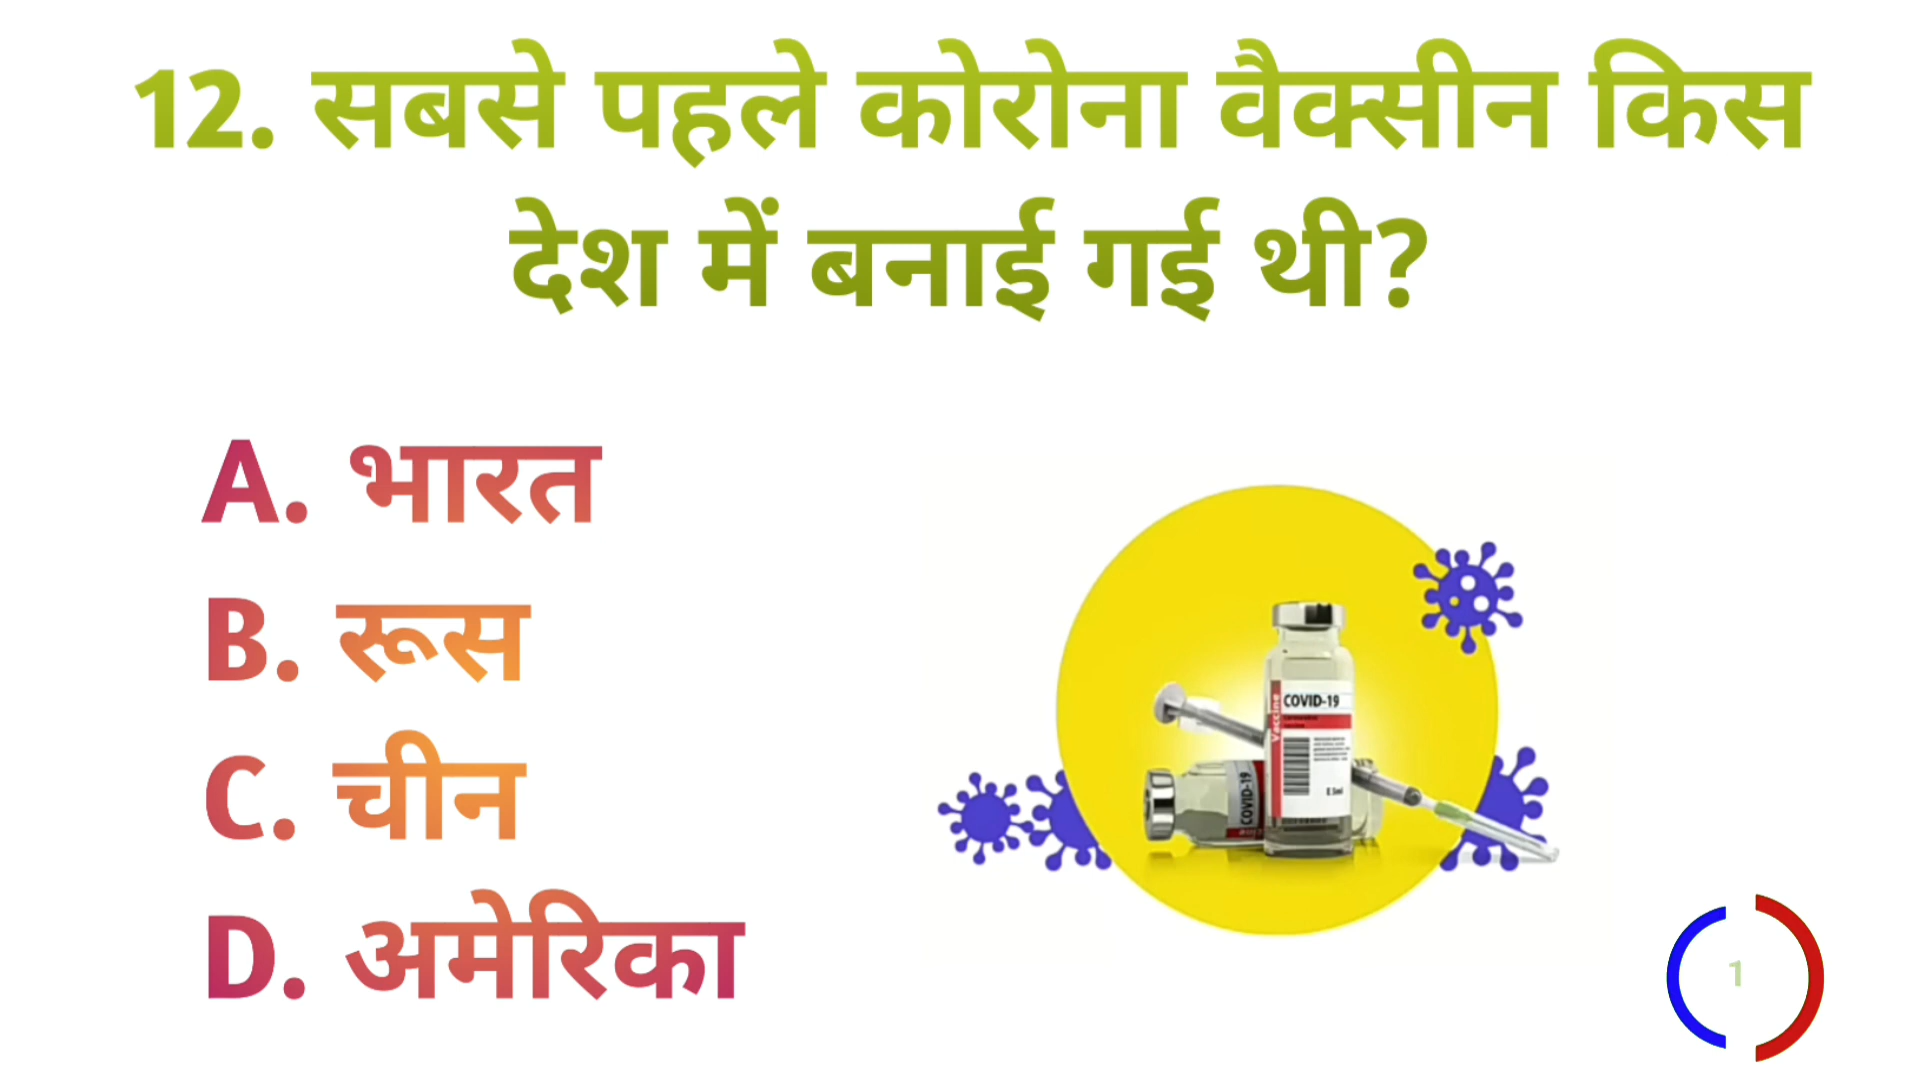 12. सबसे पहले कोरोना वैक्सीन किस
देश में बनाई गई थी?
A. भारत
B. रूस
C. चीन
D. अमेरिका
COVID-19
Vaccine
COVID-19
1